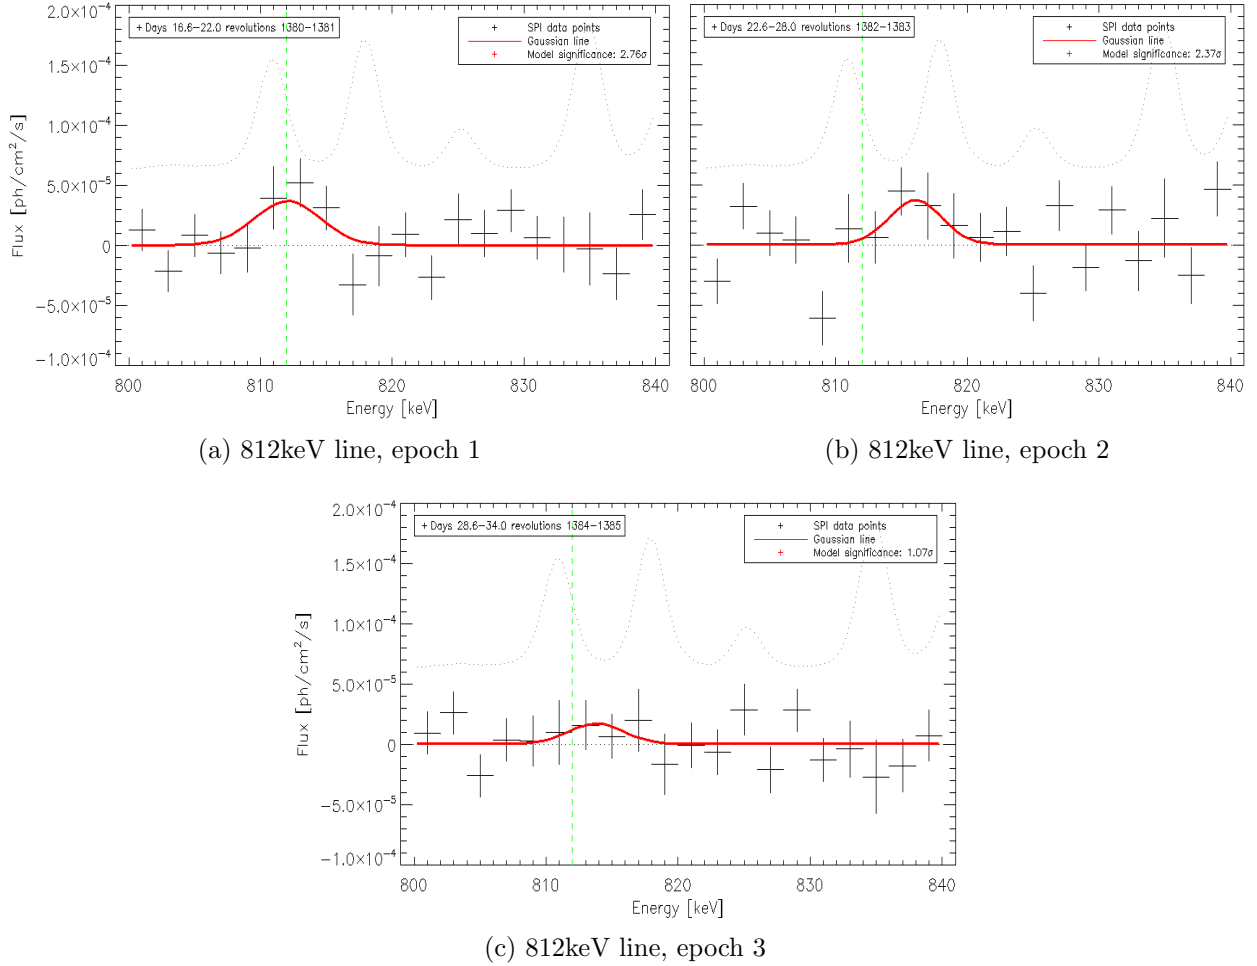 + Days 16.6−22.0 revolutions 1380−1381
+ SPI data points
Gaussian line
+ Model significance: 2.76σ
2.0×10⁻⁴
1.5×10⁻⁴
1.0×10⁻⁴
5.0×10⁻⁵
0
−5.0×10⁻⁵
−1.0×10⁻⁴
Flux [ph/cm²/s]
800 810 820 830 840
Energy [keV]
(a) 812keV line, epoch 1
+ Days 22.6−28.0 revolutions 1382−1383
+ SPI data points
Gaussian line
+ Model significance: 2.37σ
800 810 820 830 840
Energy [keV]
(b) 812keV line, epoch 2
+ Days 28.6−34.0 revolutions 1384−1385
+ SPI data points
Gaussian line
+ Model significance: 1.07σ
2.0×10⁻⁴
1.5×10⁻⁴
1.0×10⁻⁴
5.0×10⁻⁵
0
−5.0×10⁻⁵
−1.0×10⁻⁴
Flux [ph/cm²/s]
800 810 820 830 840
Energy [keV]
(c) 812keV line, epoch 3